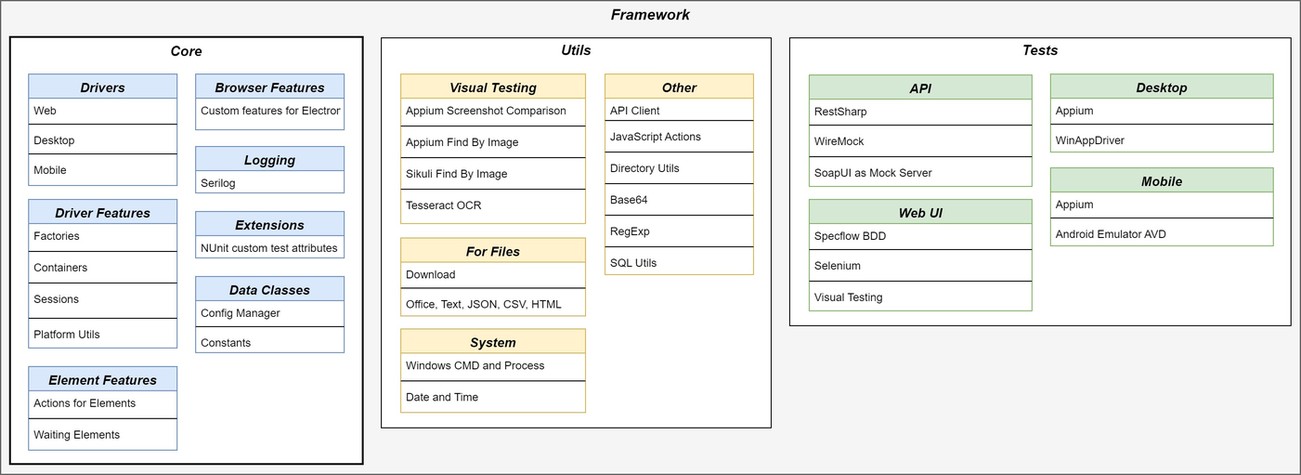 Framework
Core
Drivers
Web
Desktop
Mobile
Driver Features
Factories
Containers
Sessions
Platform Utils
Element Features
Actions for Elements
Waiting Elements
Browser Features
Custom features for Electror
Logging
Serilog
Extensions
NUnit custom test attributes
Data Classes
Config Manager
Constants
Utils
Visual Testing
Appium Screenshot Comparison
Appium Find By Image
Sikuli Find By Image
Tesseract OCR
For Files
Download
Office, Text, JSON, CSV, HTML
System
Windows CMD and Process
Date and Time
Other
API Client
JavaScript Actions
Directory Utils
Base64
RegExp
SQL Utils
Tests
API
RestSharp
WireMock
SoapUI as Mock Server
Web UI
Specflow BDD
Selenium
Visual Testing
Desktop
Appium
WinAppDriver
Mobile
Appium
Android Emulator AVD